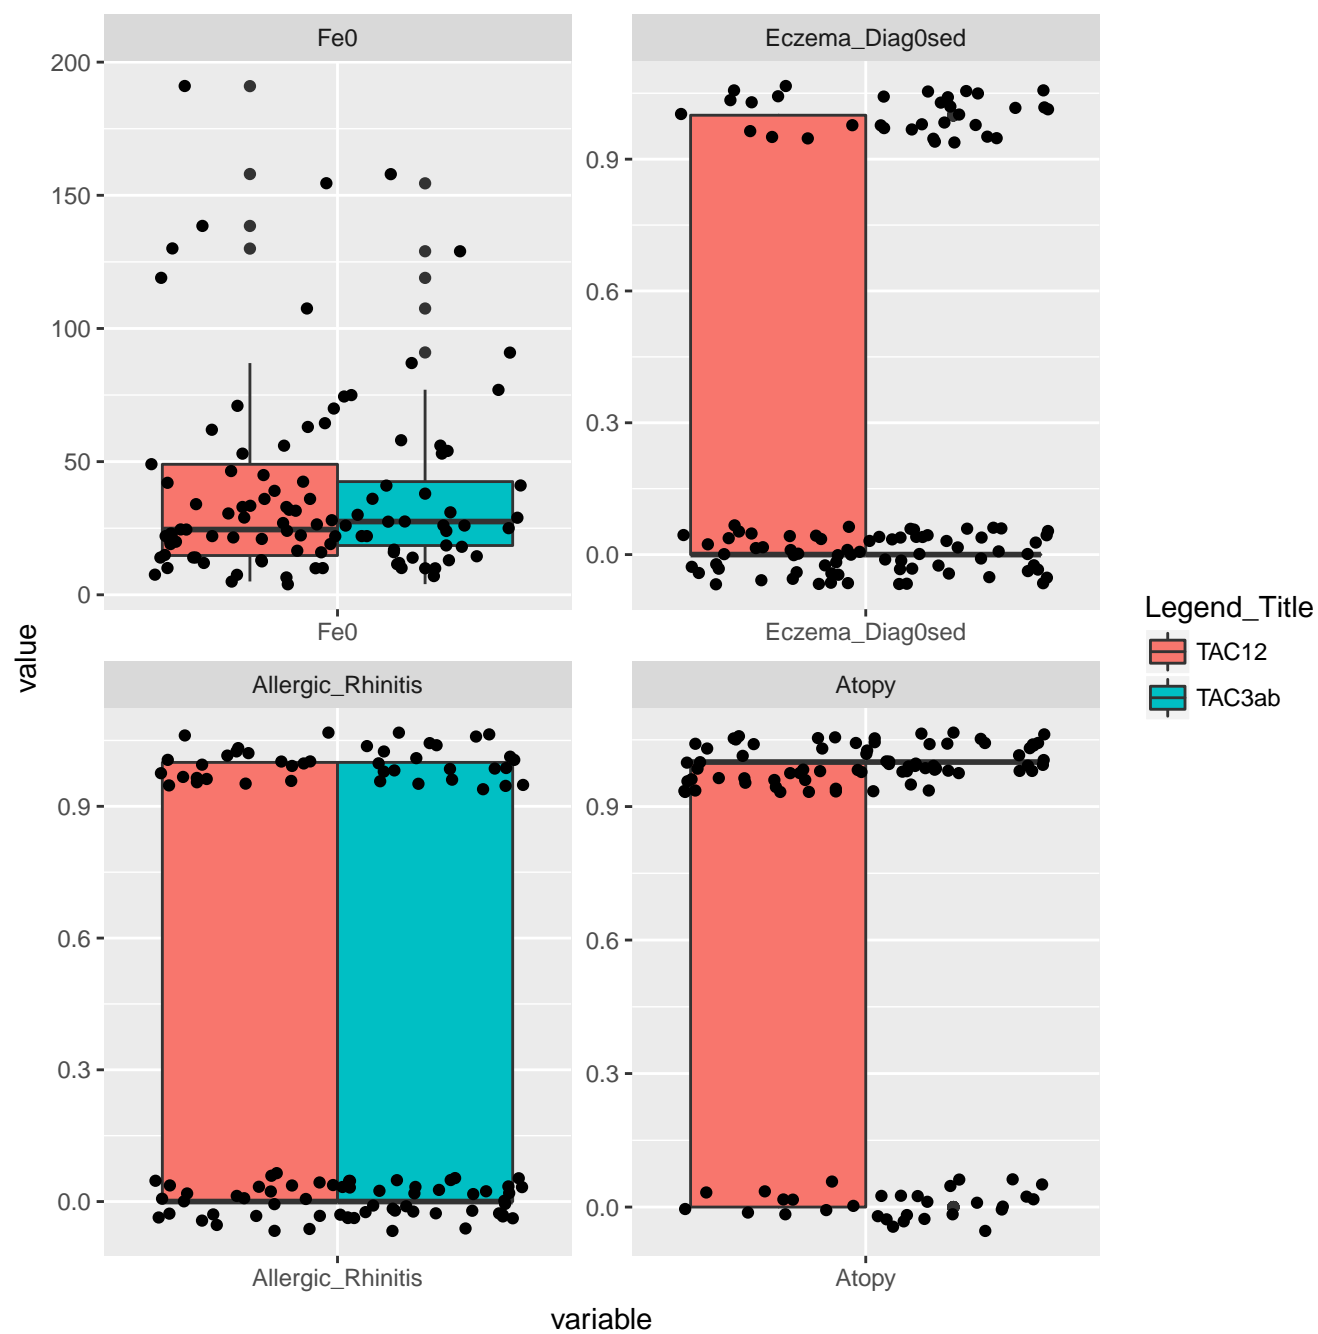 Fe0
Eczema_Diag0sed
200
150
100
50
0
0.9
0.6
0.3
0.0
Fe0
Eczema_Diag0sed
value
Legend_Title
TAC12
TAC3ab
Allergic_Rhinitis
Atopy
0.9
0.6
0.3
0.0
0.9
0.6
0.3
0.0
Allergic_Rhinitis
Atopy
variable